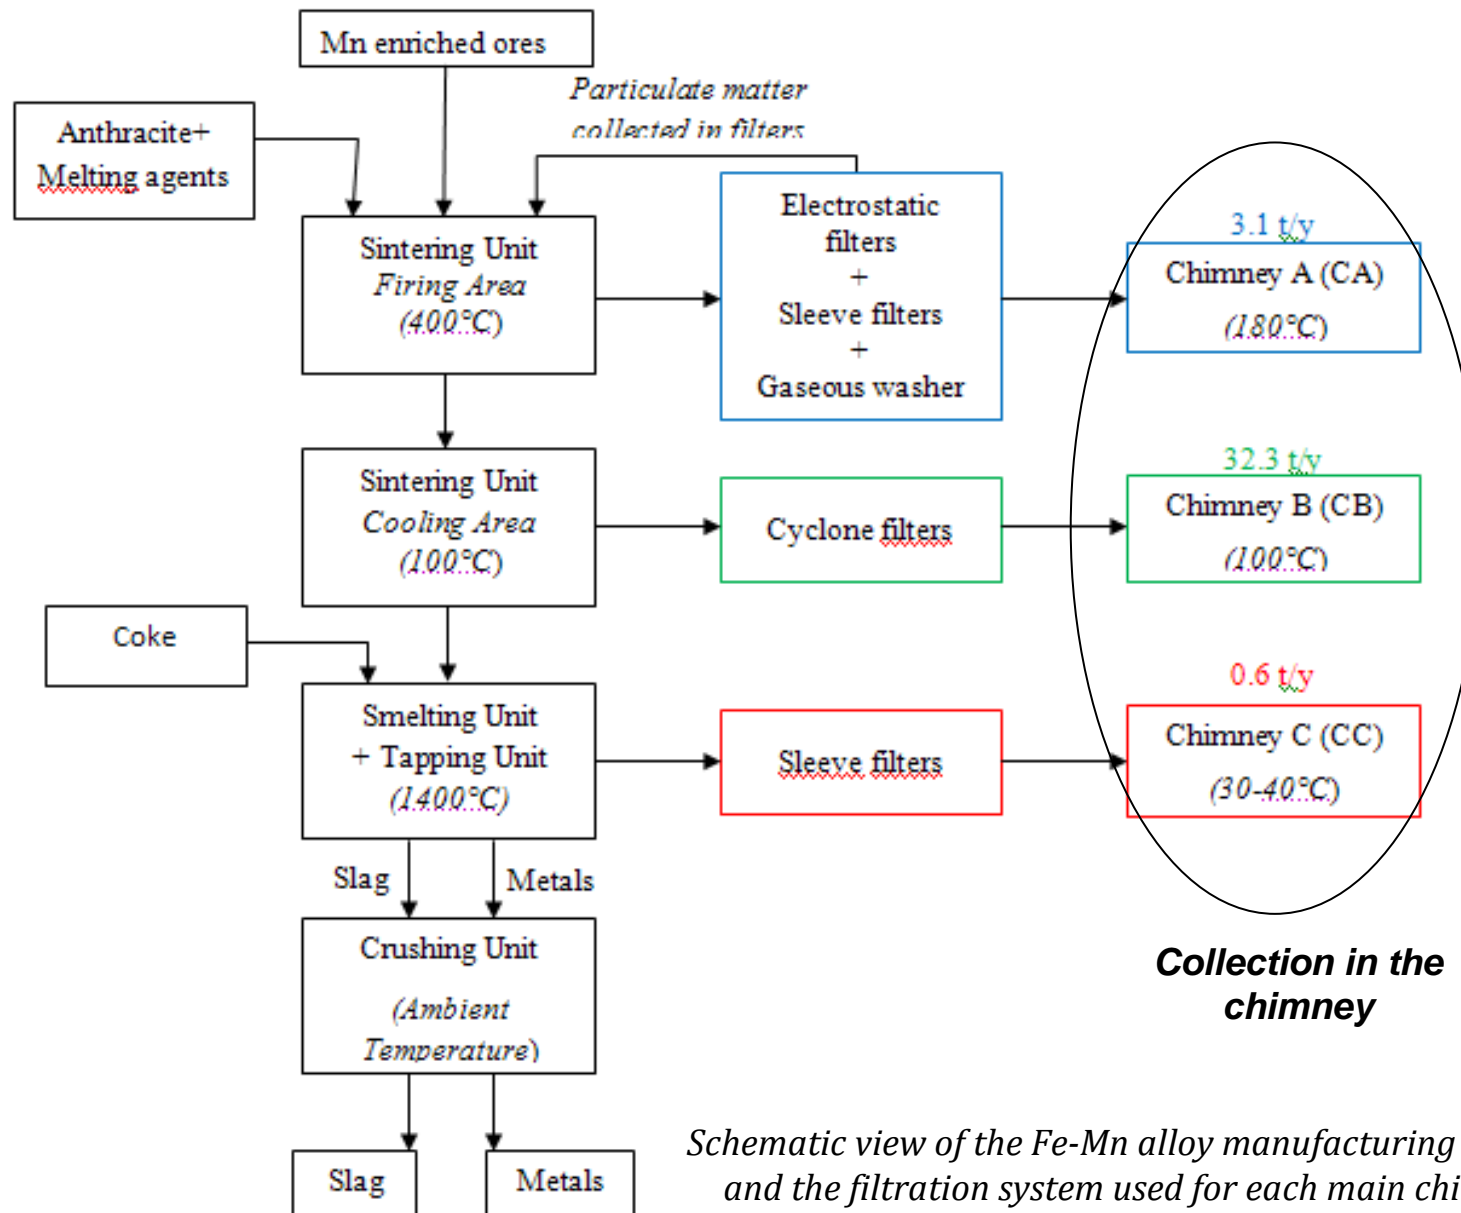 Mn enriched ores
Particulate matter
collected in filters
Anthracite+
Melting agents
Sintering Unit
Firing Area
(400°C)
Electrostatic
filters
+
Sleeve filters
+
Gaseous washer
3.1 t/y
Chimney A (CA)
(180°C)
Sintering Unit
Cooling Area
(100°C)
Cyclone filters
32.3 t/y
Chimney B (CB)
(100°C)
Coke
Smelting Unit
+ Tapping Unit
(1400°C)
Sleeve filters
0.6 t/y
Chimney C (CC)
(30-40°C)
Slag
Metals
Crushing Unit
(Ambient
Temperature)
Collection in the
chimney
Slag
Metals
Schematic view of the Fe-Mn alloy manufacturing
and the filtration system used for each main chi